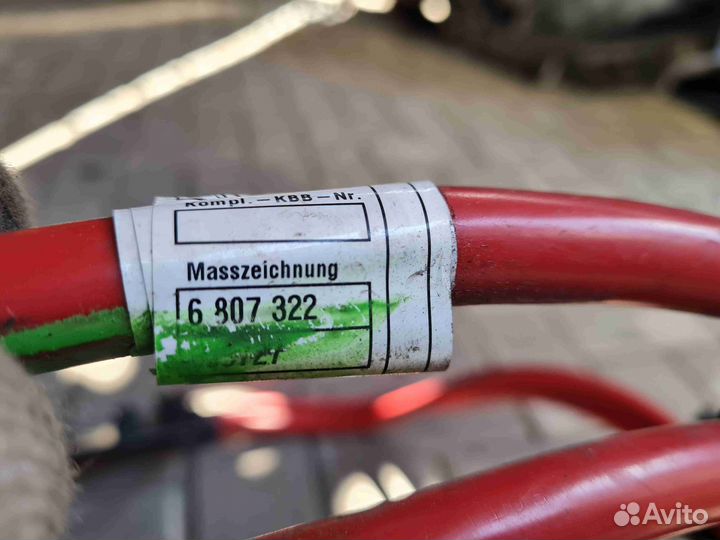 Kompl.-KBB-Nr.
Masszeichnung
6 807 322
Avito